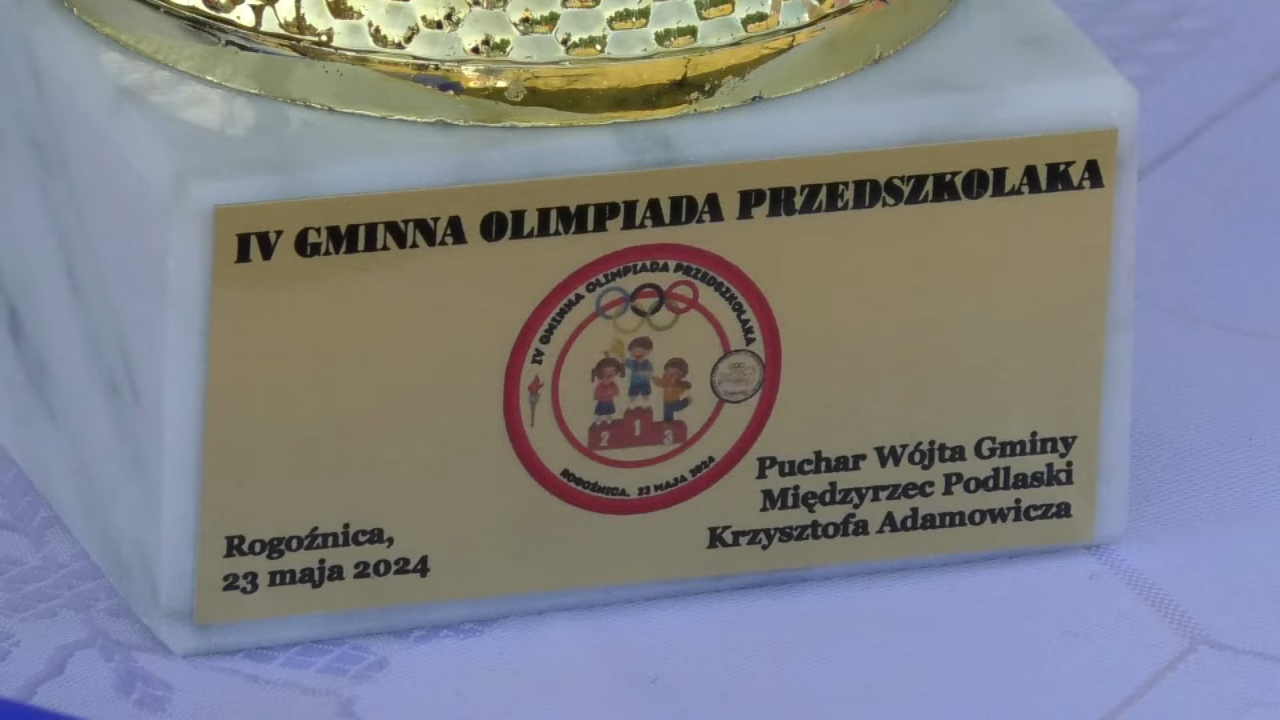 IV GMINNA OLIMPIADA PRZEDSZKOLAKA
IV GMINNA OLIMPIADA PRZEDSZKOLAKA
2 1 3
ROGOŹNICA, 23 MAJA 2024
Rogoźnica,
23 maja 2024
Puchar Wójta Gminy
Międzyrzec Podlaski
Krzysztofa Adamowicza